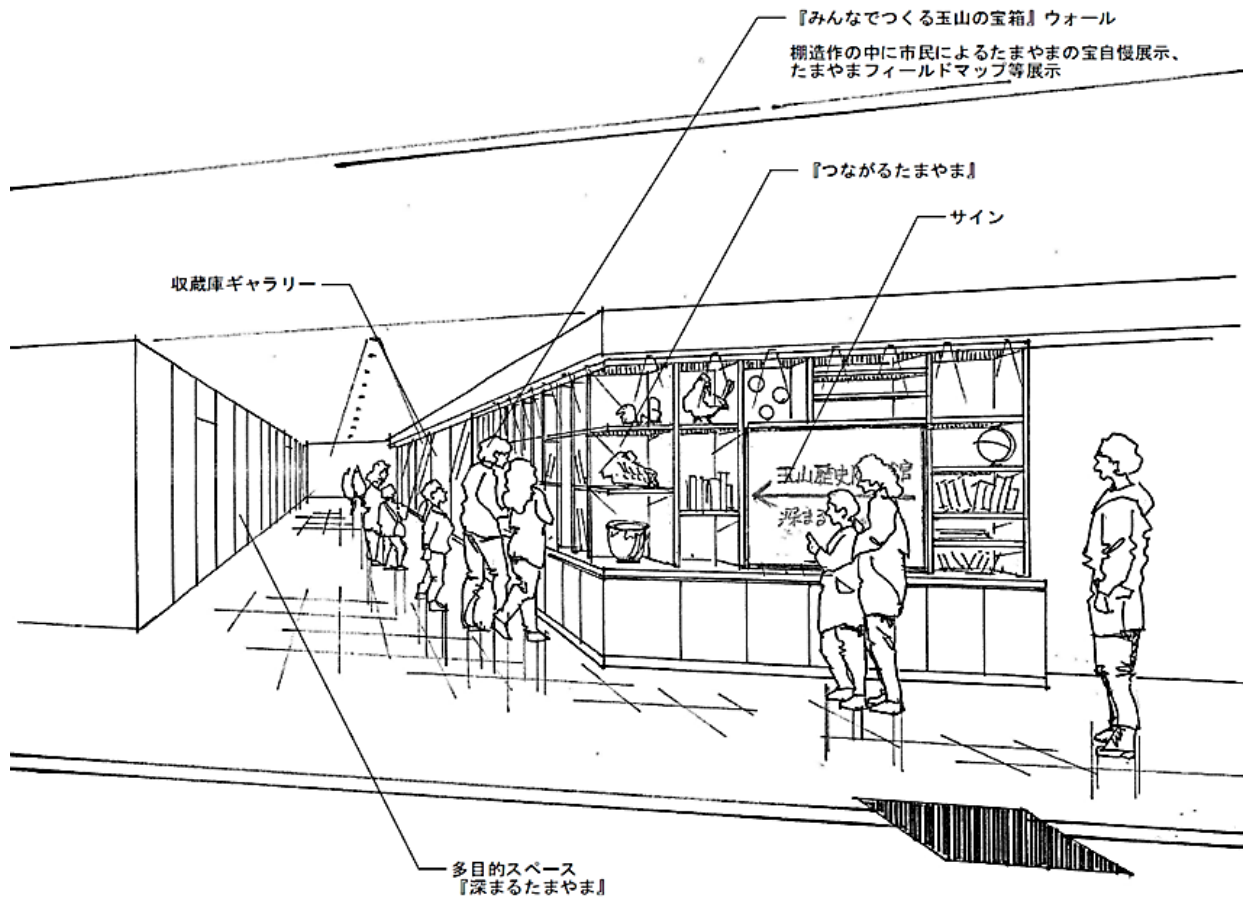 『みんなでつくる玉山の宝箱』ウォール
棚造作の中に市民によるたまやまの宝自慢展示、
たまやまフィールドマップ等展示
『つながるたまやま』
サイン
収蔵庫ギャラリー
玉山歴史
館
深まる
多目的スペース
『深まるたまやま』